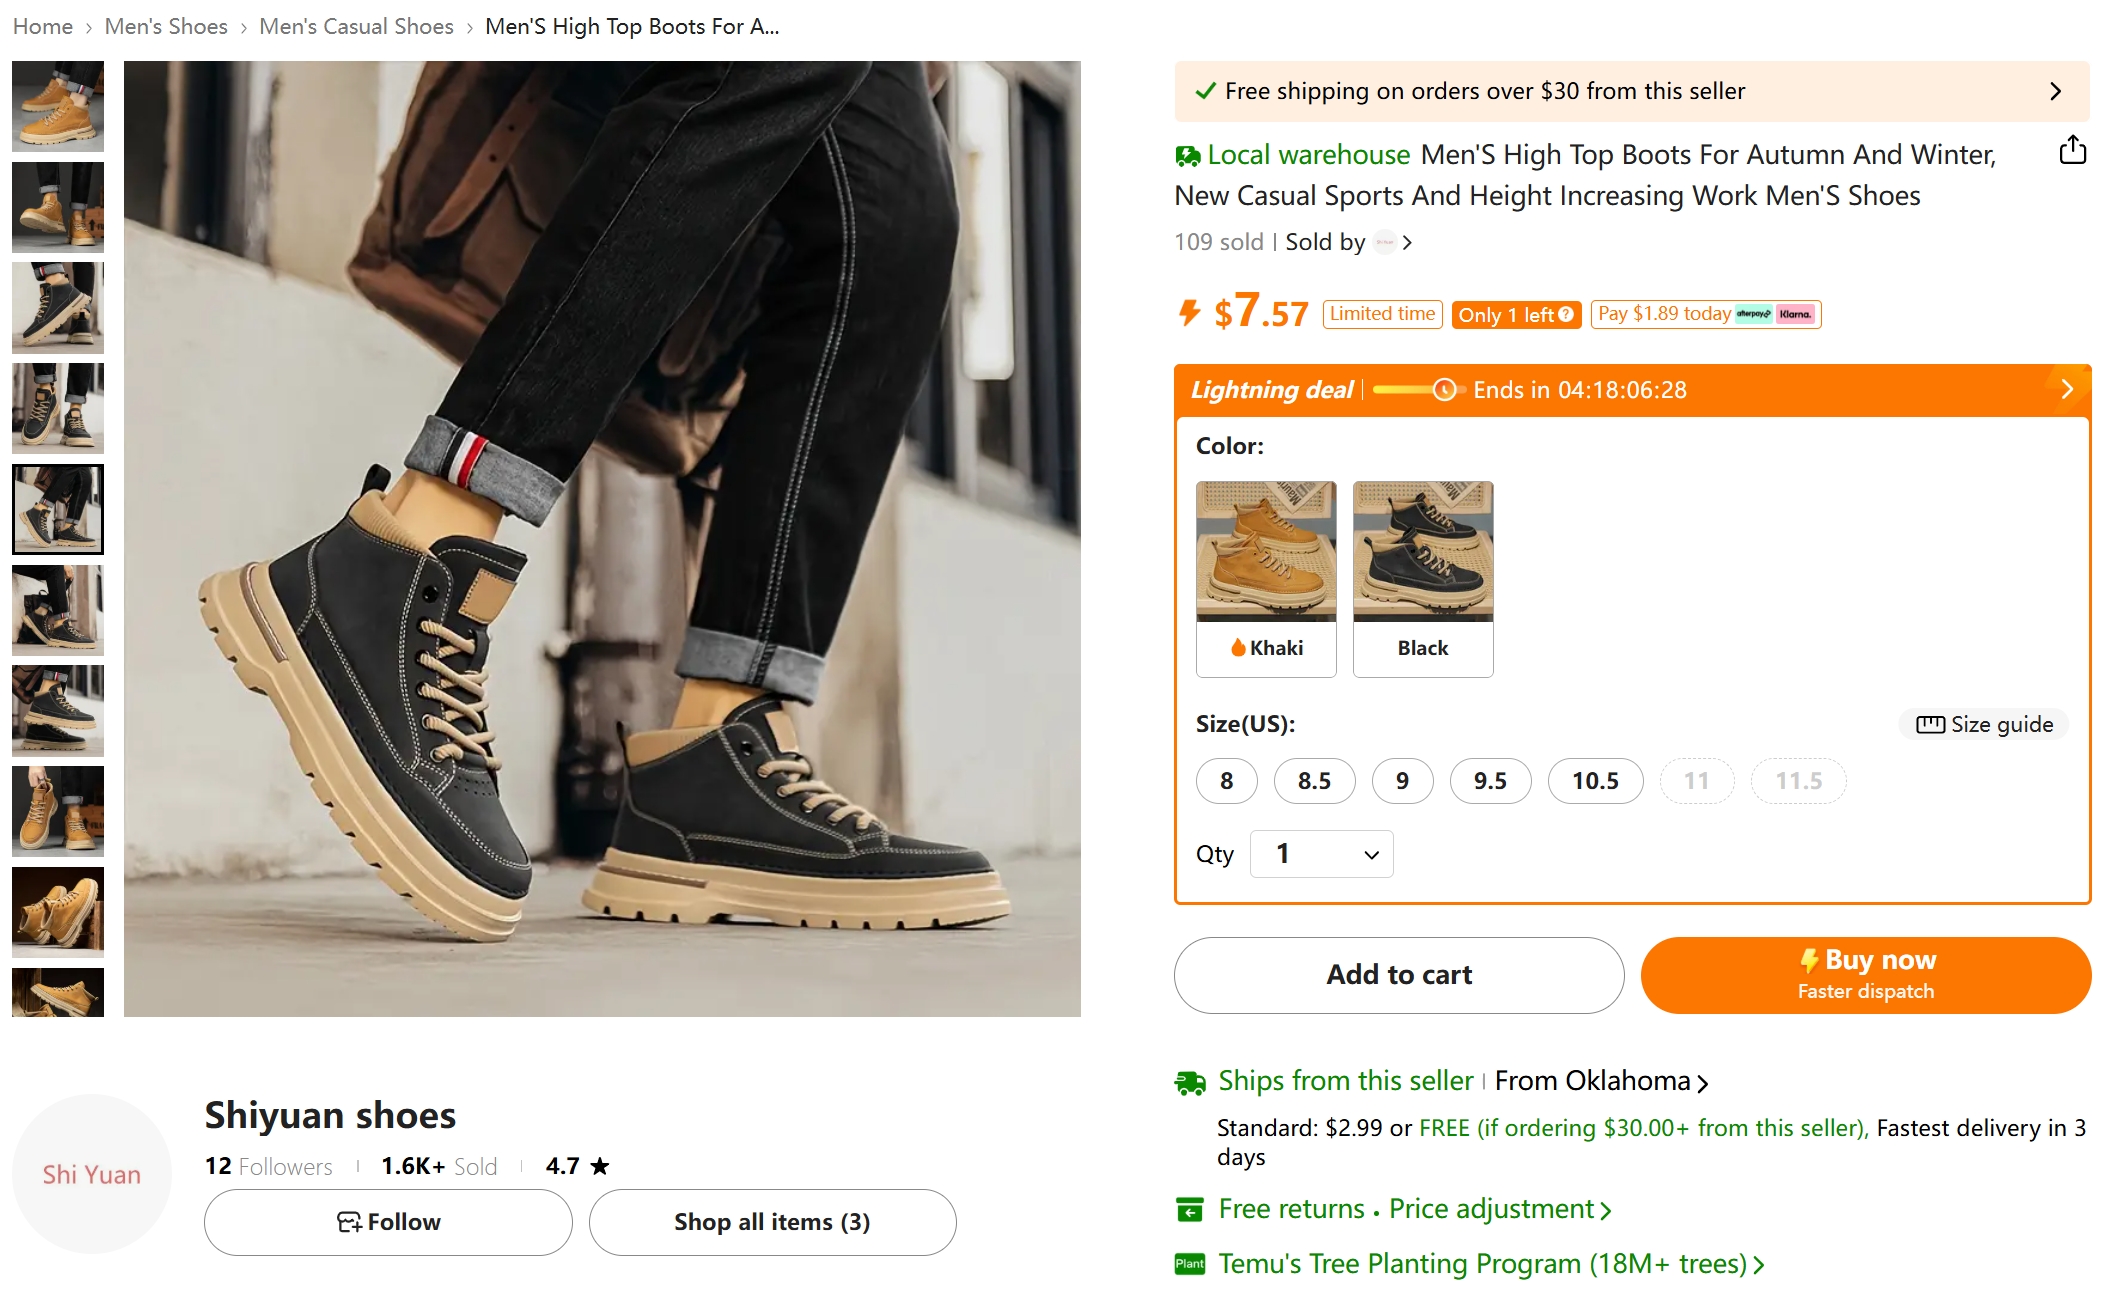 Home › Men's Shoes › Men's Casual Shoes › Men'S High Top Boots For A...
Free shipping on orders over $30 from this seller
Local warehouse Men'S High Top Boots For Autumn And Winter,
New Casual Sports And Height Increasing Work Men'S Shoes
109 sold | Sold by
$7.57 Limited time Only 1 left Pay $1.89 today afterpay Klarna.
Lightning deal | Ends in 04:18:06:28
Color:
Khaki
Black
Size(US):
Size guide
8 8.5 9 9.5 10.5 11 11.5
Qty 1
Add to cart
Buy now
Faster dispatch
Ships from this seller | From Oklahoma
Standard: $2.99 or FREE (if ordering $30.00+ from this seller), Fastest delivery in 3
days
Free returns · Price adjustment
Plant Temu's Tree Planting Program (18M+ trees)
Shi Yuan
Shiyuan shoes
12 Followers | 1.6K+ Sold | 4.7 ★
Follow
Shop all items (3)